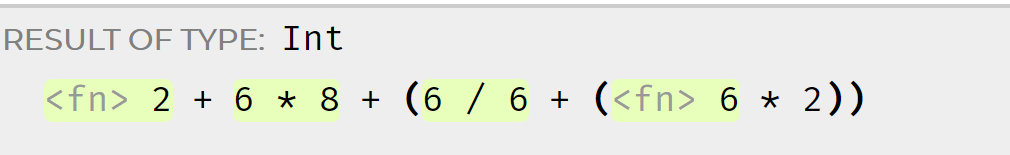 RESULT OF TYPE: Int
<fn> 2 + 6 * 8 + (6 / 6 + (<fn> 6 * 2))